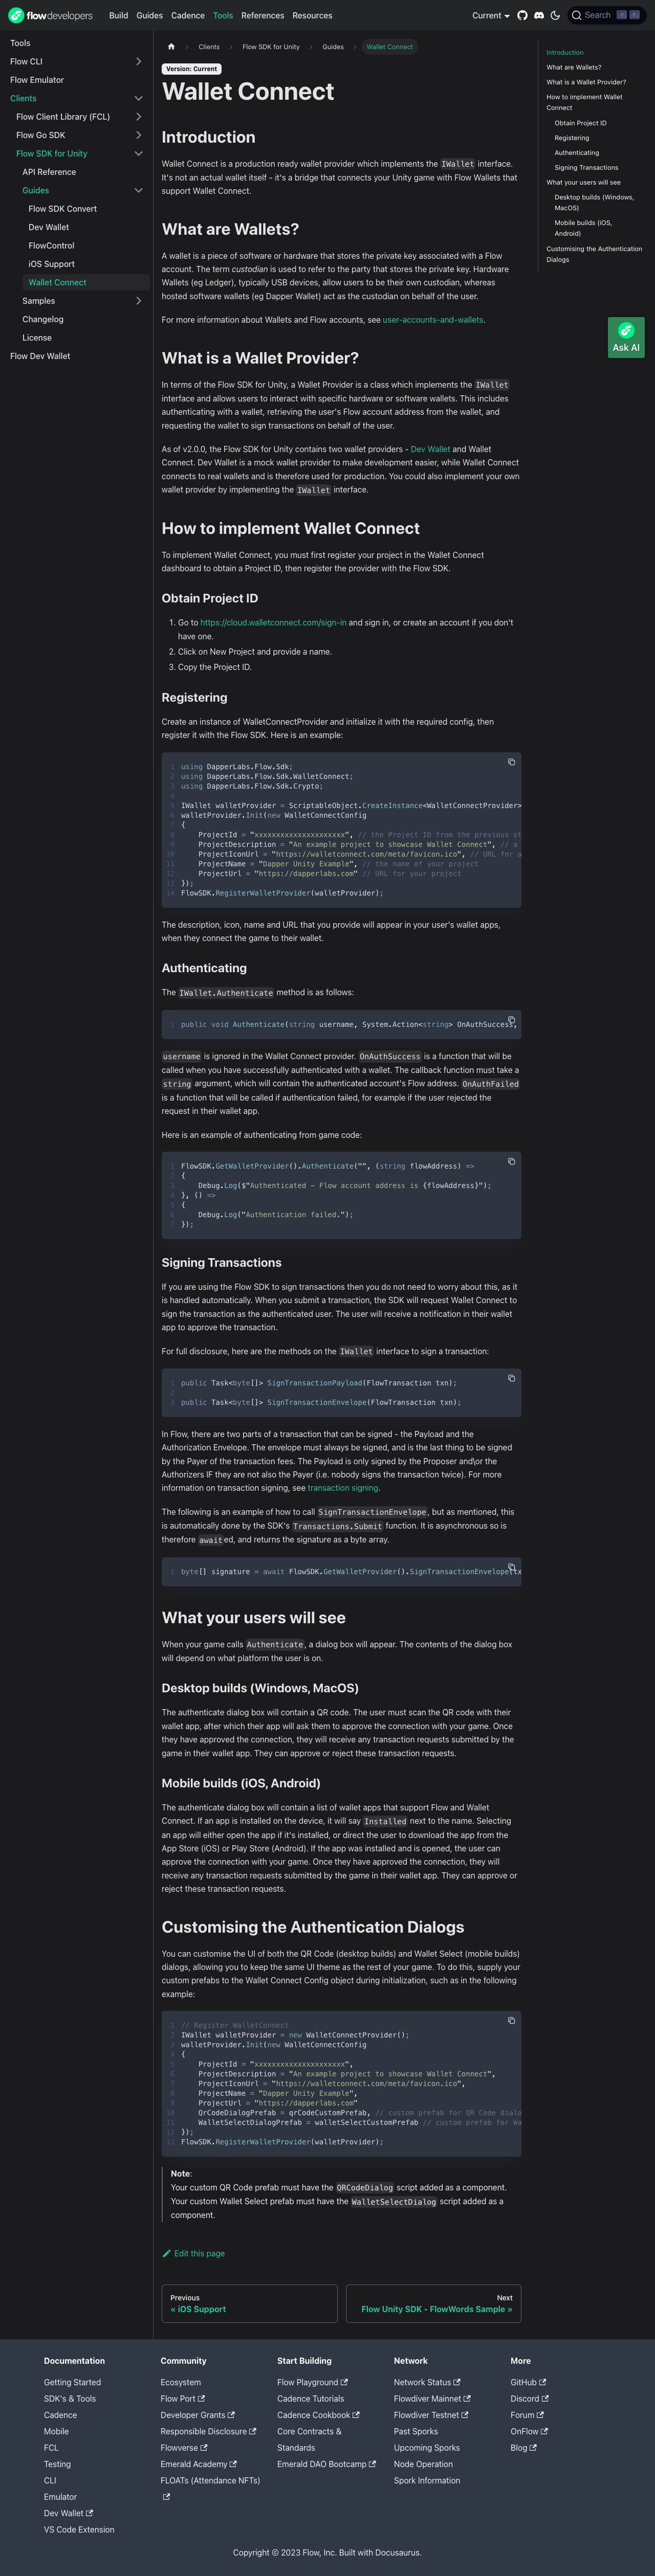 flowdevelopers Build Guides Cadence Tools References Resources Current Search
Tools
Flow CLI
Flow Emulator
Clients
Flow Client Library (FCL)
Flow Go SDK
Flow SDK for Unity
API Reference
Guides
Flow SDK Convert
Dev Wallet
FlowControl
iOS Support
Wallet Connect
Samples
Changelog
License
Flow Dev Wallet
Clients Flow SDK for Unity Guides Wallet Connect
Version: Current
Wallet Connect
Introduction
Wallet Connect is a production ready wallet provider which implements the IWallet interface.
It's not an actual wallet itself - it's a bridge that connects your Unity game with Flow Wallets that
support Wallet Connect.
What are Wallets?
A wallet is a piece of software or hardware that stores the private key associated with a Flow
account. The term custodian is used to refer to the party that stores the private key. Hardware
Wallets (eg Ledger), typically USB devices, allow users to be their own custodian, whereas
hosted software wallets (eg Dapper Wallet) act as the custodian on behalf of the user.
For more information about Wallets and Flow accounts, see user-accounts-and-wallets.
What is a Wallet Provider?
In terms of the Flow SDK for Unity, a Wallet Provider is a class which implements the IWallet
interface and allows users to interact with specific hardware or software wallets. This includes
authenticating with a wallet, retrieving the user's Flow account address from the wallet, and
requesting the wallet to sign transactions on behalf of the user.
As of v2.0.0, the Flow SDK for Unity contains two wallet providers - Dev Wallet and Wallet
Connect. Dev Wallet is a mock wallet provider to make development easier, while Wallet Connect
connects to real wallets and is therefore used for production. You could also implement your own
wallet provider by implementing the IWallet interface.
How to implement Wallet Connect
To implement Wallet Connect, you must first register your project in the Wallet Connect
dashboard to obtain a Project ID, then register the provider with the Flow SDK.
Obtain Project ID
1. Go to https://cloud.walletconnect.com/sign-in and sign in, or create an account if you don't
have one.
2. Click on New Project and provide a name.
3. Copy the Project ID.
Registering
Create an instance of WalletConnectProvider and initialize it with the required config, then
register it with the Flow SDK. Here is an example:
1 using DapperLabs.Flow.Sdk;
2 using DapperLabs.Flow.Sdk.WalletConnect;
3 using DapperLabs.Flow.Sdk.Crypto;
4
5 IWallet walletProvider = ScriptableObject.CreateInstance<WalletConnectProvider>
6 walletProvider.Init(new WalletConnectConfig
7 {
8 ProjectId = "xxxxxxxxxxxxxxxxxxxxx", // the Project ID from the previous st
9 ProjectDescription = "An example project to showcase Wallet Connect", // a
10 ProjectIconUrl = "https://walletconnect.com/meta/favicon.ico", // URL for a
11 ProjectName = "Dapper Unity Example", // the name of your project
12 ProjectUrl = "https://dapperlabs.com" // URL for your project
13 });
14 FlowSDK.RegisterWalletProvider(walletProvider);
The description, icon, name and URL that you provide will appear in your user's wallet apps,
when they connect the game to their wallet.
Authenticating
The IWallet.Authenticate method is as follows:
1 public void Authenticate(string username, System.Action<string> OnAuthSuccess,
username is ignored in the Wallet Connect provider. OnAuthSuccess is a function that will be
called when you have successfully authenticated with a wallet. The callback function must take a
string argument, which will contain the authenticated account's Flow address. OnAuthFailed
is a function that will be called if authentication failed, for example if the user rejected the
request in their wallet app.
Here is an example of authenticating from game code:
1 FlowSDK.GetWalletProvider().Authenticate("", (string flowAddress) =>
2 {
3 Debug.Log($"Authenticated - Flow account address is {flowAddress}");
4 }, () =>
5 {
6 Debug.Log("Authentication failed.");
7 });
Signing Transactions
If you are using the Flow SDK to sign transactions then you do not need to worry about this, as it
is handled automatically. When you submit a transaction, the SDK will request Wallet Connect to
sign the transaction as the authenticated user. The user will receive a notification in their wallet
app to approve the transaction.
For full disclosure, here are the methods on the IWallet interface to sign a transaction:
1 public Task<byte[]> SignTransactionPayload(FlowTransaction txn);
2
3 public Task<byte[]> SignTransactionEnvelope(FlowTransaction txn);
In Flow, there are two parts of a transaction that can be signed - the Payload and the
Authorization Envelope. The envelope must always be signed, and is the last thing to be signed
by the Payer of the transaction fees. The Payload is only signed by the Proposer and\or the
Authorizers IF they are not also the Payer (i.e. nobody signs the transaction twice). For more
information on transaction signing, see transaction signing.
The following is an example of how to call SignTransactionEnvelope, but as mentioned, this
is automatically done by the SDK's Transactions.Submit function. It is asynchronous so is
therefore awaited, and returns the signature as a byte array.
1 byte[] signature = await FlowSDK.GetWalletProvider().SignTransactionEnvelope(tx
What your users will see
When your game calls Authenticate, a dialog box will appear. The contents of the dialog box
will depend on what platform the user is on.
Desktop builds (Windows, MacOS)
The authenticate dialog box will contain a QR code. The user must scan the QR code with their
wallet app, after which their app will ask them to approve the connection with your game. Once
they have approved the connection, they will receive any transaction requests submitted by the
game in their wallet app. They can approve or reject these transaction requests.
Mobile builds (iOS, Android)
The authenticate dialog box will contain a list of wallet apps that support Flow and Wallet
Connect. If an app is installed on the device, it will say Installed next to the name. Selecting
an app will either open the app if it's installed, or direct the user to download the app from the
App Store (iOS) or Play Store (Android). If the app was installed and is opened, the user can
approve the connection with your game. Once they have approved the connection, they will
receive any transaction requests submitted by the game in their wallet app. They can approve or
reject these transaction requests.
Customising the Authentication Dialogs
You can customise the UI of both the QR Code (desktop builds) and Wallet Select (mobile builds)
dialogs, allowing you to keep the same UI theme as the rest of your game. To do this, supply your
custom prefabs to the Wallet Connect Config object during initialization, such as in the following
example:
1 // Register WalletConnect
2 IWallet walletProvider = new WalletConnectProvider();
3 walletProvider.Init(new WalletConnectConfig
4 {
5 ProjectId = "xxxxxxxxxxxxxxxxxxxxx",
6 ProjectDescription = "An example project to showcase Wallet Connect",
7 ProjectIconUrl = "https://walletconnect.com/meta/favicon.ico",
8 ProjectName = "Dapper Unity Example",
9 ProjectUrl = "https://dapperlabs.com"
10 QrCodeDialogPrefab = qrCodeCustomPrefab, // custom prefab for QR Code dialo
11 WalletSelectDialogPrefab = walletSelectCustomPrefab // custom prefab for Wa
12 });
13 FlowSDK.RegisterWalletProvider(walletProvider);
Note:
Your custom QR Code prefab must have the QRCodeDialog script added as a component.
Your custom Wallet Select prefab must have the WalletSelectDialog script added as a
component.
Edit this page
Previous
« iOS Support
Next
Flow Unity SDK - FlowWords Sample »
Introduction
What are Wallets?
What is a Wallet Provider?
How to implement Wallet
Connect
Obtain Project ID
Registering
Authenticating
Signing Transactions
What your users will see
Desktop builds (Windows,
MacOS)
Mobile builds (iOS,
Android)
Customising the Authentication
Dialogs
Ask AI
Documentation
Getting Started
SDK's & Tools
Cadence
Mobile
FCL
Testing
CLI
Emulator
Dev Wallet
VS Code Extension
Community
Ecosystem
Flow Port
Developer Grants
Responsible Disclosure
Flowverse
Emerald Academy
FLOATs (Attendance NFTs)
Start Building
Flow Playground
Cadence Tutorials
Cadence Cookbook
Core Contracts &
Standards
Emerald DAO Bootcamp
Network
Network Status
Flowdiver Mainnet
Flowdiver Testnet
Past Sporks
Upcoming Sporks
Node Operation
Spork Information
More
GitHub
Discord
Forum
OnFlow
Blog
Copyright © 2023 Flow, Inc. Built with Docusaurus.